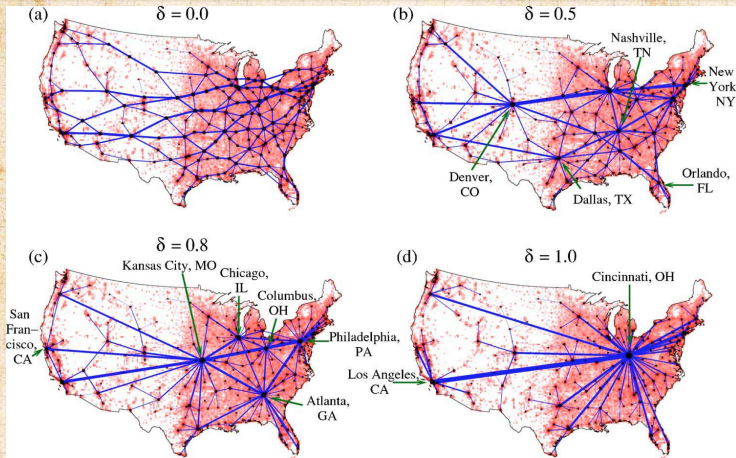 (a)
δ = 0.0
(b)
δ = 0.5
Nashville,
TN
New
York
NY
Denver,
CO
Dallas, TX
Orlando,
FL
(c)
δ = 0.8
Kansas City, MO
Chicago,
IL
Columbus,
OH
San
Fran–
cisco,
CA
Philadelphia,
PA
Atlanta,
GA
(d)
δ = 1.0
Cincinnati, OH
Los Angeles,
CA